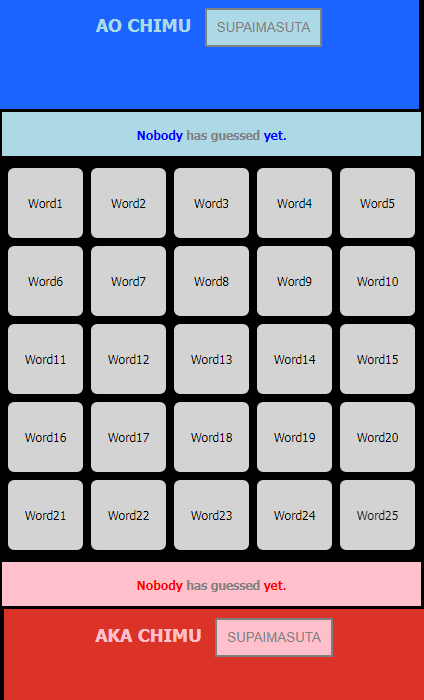 AO CHIMU SUPAIMASUTA
Nobody has guessed yet.
Word1 Word2 Word3 Word4 Word5
Word6 Word7 Word8 Word9 Word10
Word11 Word12 Word13 Word14 Word15
Word16 Word17 Word18 Word19 Word20
Word21 Word22 Word23 Word24 Word25
Nobody has guessed yet.
AKA CHIMU SUPAIMASUTA